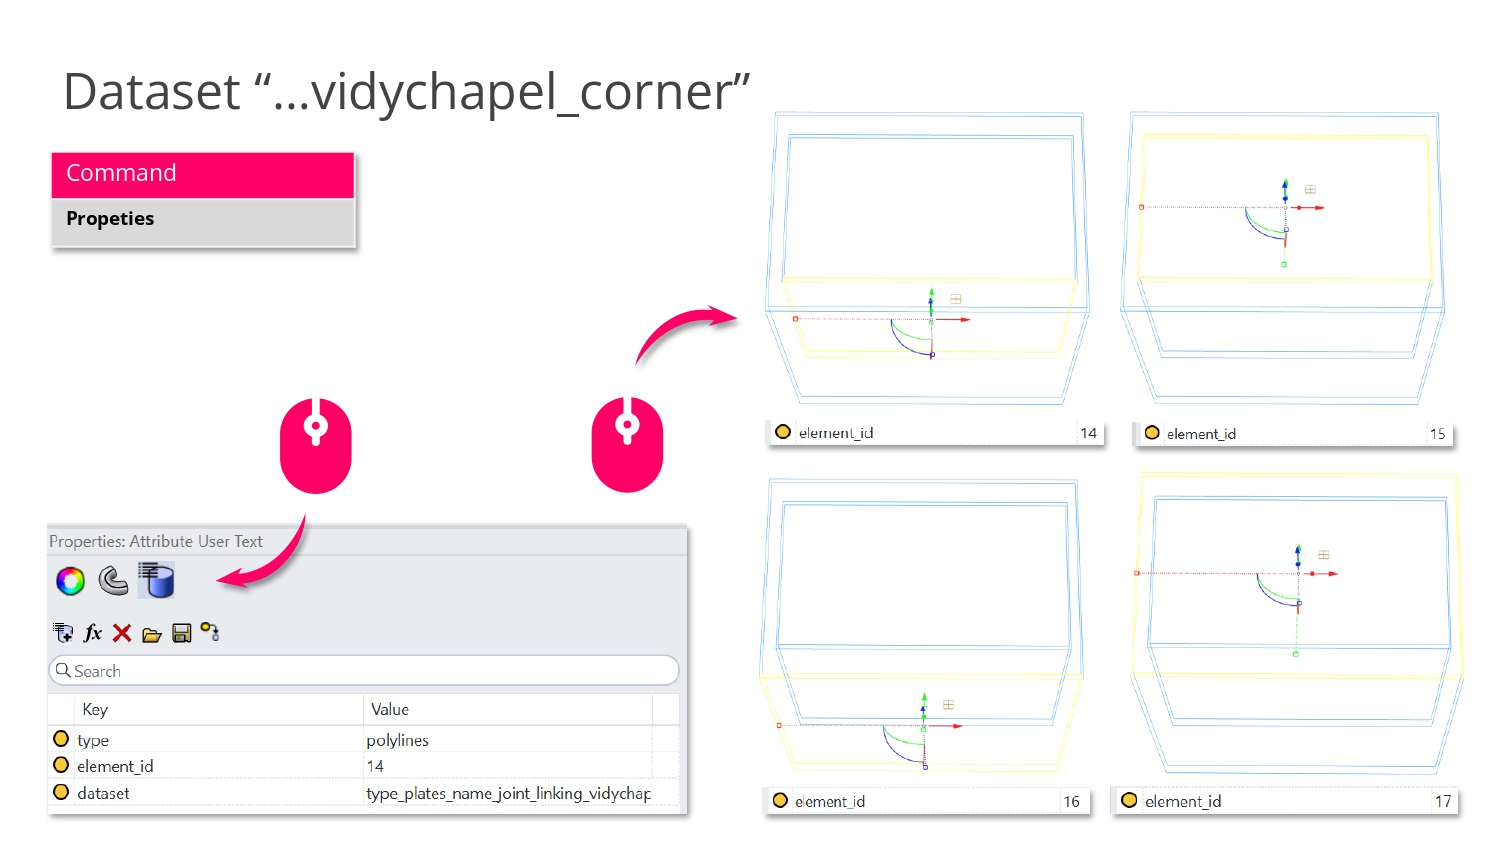 Dataset “…vidychapel_corner”
Command
Propeties
element_id 14
element_id 15
Properties: Attribute User Text
fx
Search
Key Value
type polylines
element_id 14
dataset type_plates_name_joint_linking_vidychap
element_id 16
element_id 17